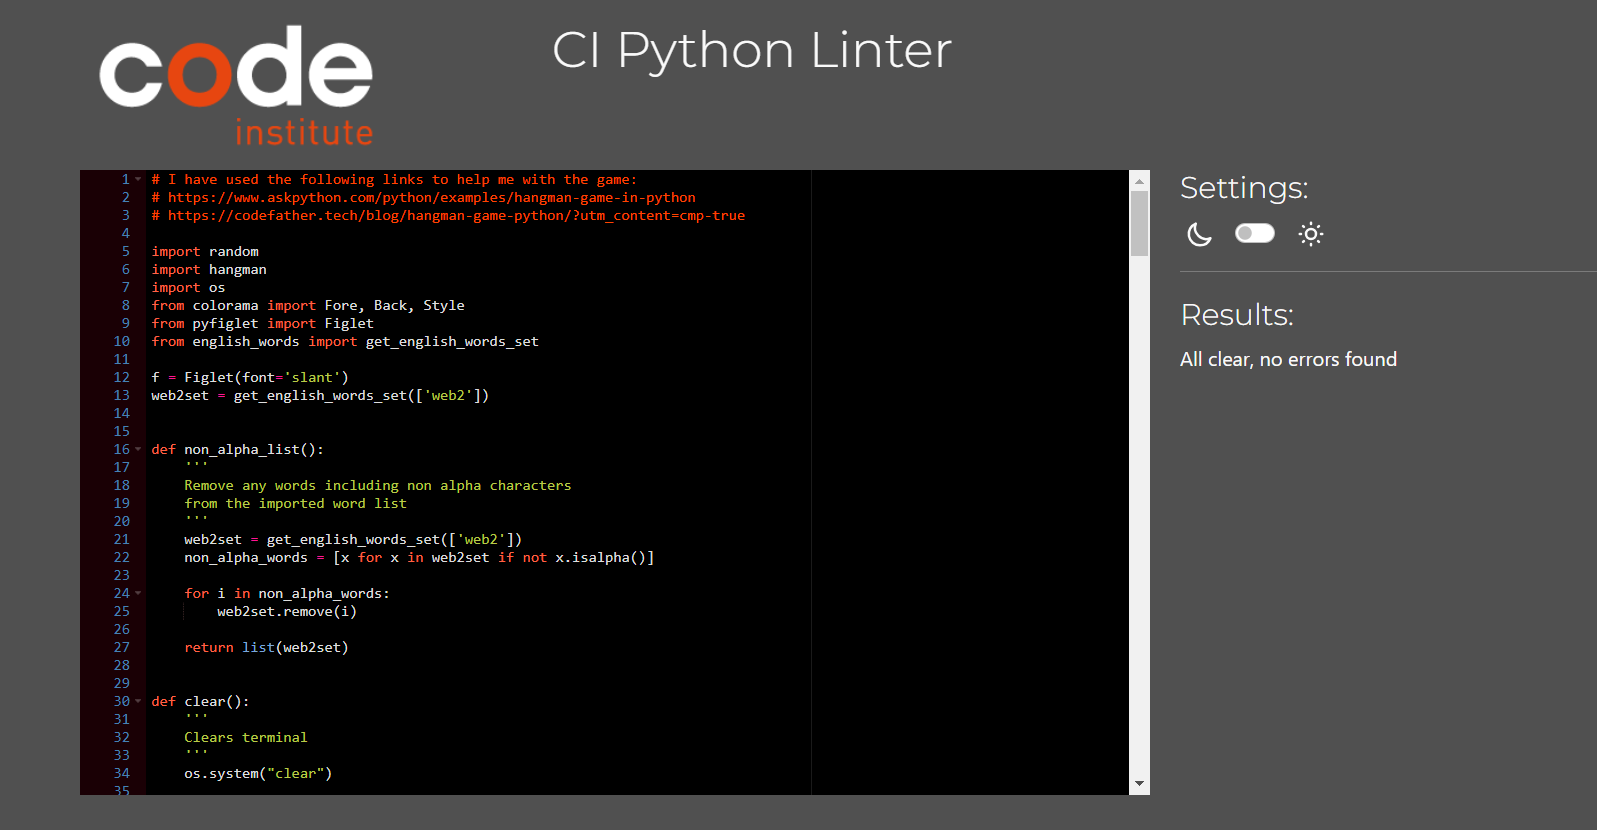 code
institute
CI Python Linter
1 # I have used the following links to help me with the game:
2 # https://www.askpython.com/python/examples/hangman-game-in-python
3 # https://codefather.tech/blog/hangman-game-python/?utm_content=cmp-true
4
5 import random
6 import hangman
7 import os
8 from colorama import Fore, Back, Style
9 from pyfiglet import Figlet
10 from english_words import get_english_words_set
11
12 f = Figlet(font='slant')
13 web2set = get_english_words_set(['web2'])
14
15
16 def non_alpha_list():
17     '''
18     Remove any words including non alpha characters
19     from the imported word list
20     '''
21     web2set = get_english_words_set(['web2'])
22     non_alpha_words = [x for x in web2set if not x.isalpha()]
23
24     for i in non_alpha_words:
25         web2set.remove(i)
26
27     return list(web2set)
28
29
30 def clear():
31     '''
32     Clears terminal
33     '''
34     os.system("clear")
35
Settings:
Results:
All clear, no errors found